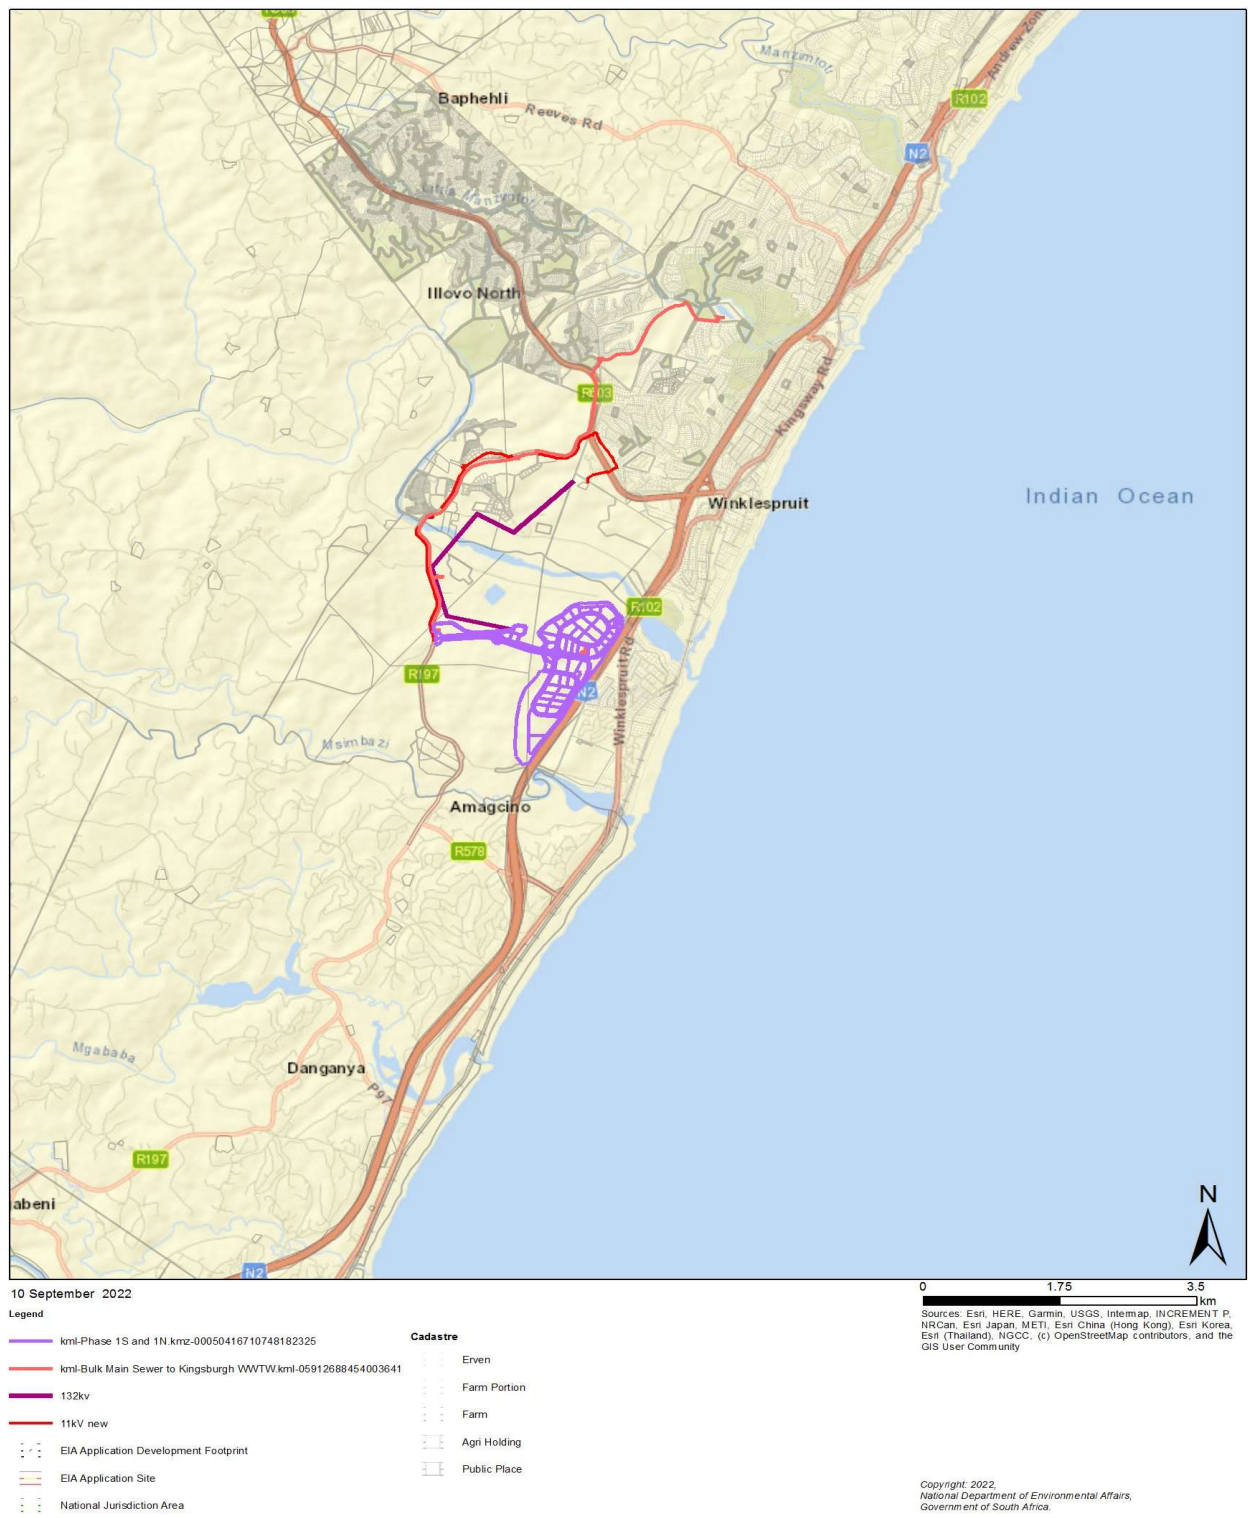 Manzimtoti
Andrew Zon
R102
Baphehli
Reeves Rd
N2
Little Manzimtoti
Illovo North
R603
Kingsway Rd
Indian Ocean
Winklespruit
R102
R197
N2
Winklespruit Rd
Msimbazi
Amagcino
R578
Mgababa
Danganya
P97
R197
abeni
N
N2
10 September 2022
0 1.75 3.5
km
Legend
Sources: Esri, HERE, Garmin, USGS, Intermap, INCREMENT P,
NRCan, Esri Japan, METI, Esri China (Hong Kong), Esri Korea,
Esri (Thailand), NGCC, (c) OpenStreetMap contributors, and the
GIS User Community
kml-Phase 1S and 1N.kmz-00050416710748182325
kml-Bulk Main Sewer to Kingsburgh WWTW.kml-05912688454003641
132kv
11kV new
EIA Application Development Footprint
EIA Application Site
National Jurisdiction Area
Cadastre
Erven
Farm Portion
Farm
Agri Holding
Public Place
Copyright: 2022,
National Department of Environmental Affairs,
Government of South Africa.